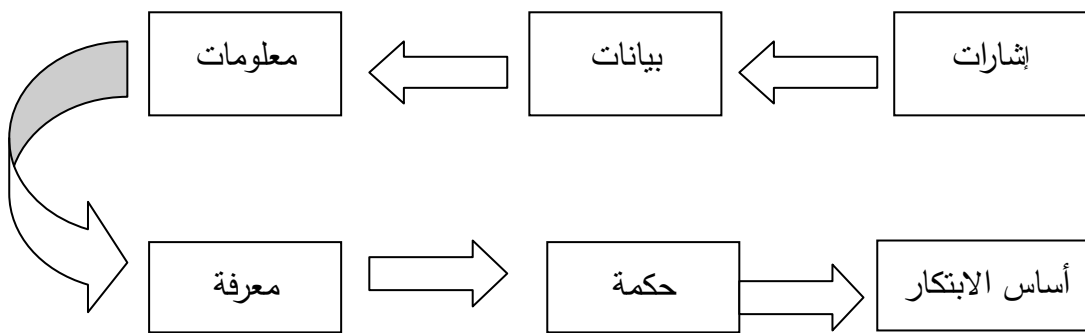 إشارات
بيانات
معلومات
معرفة
حكمة
أساس الابتكار